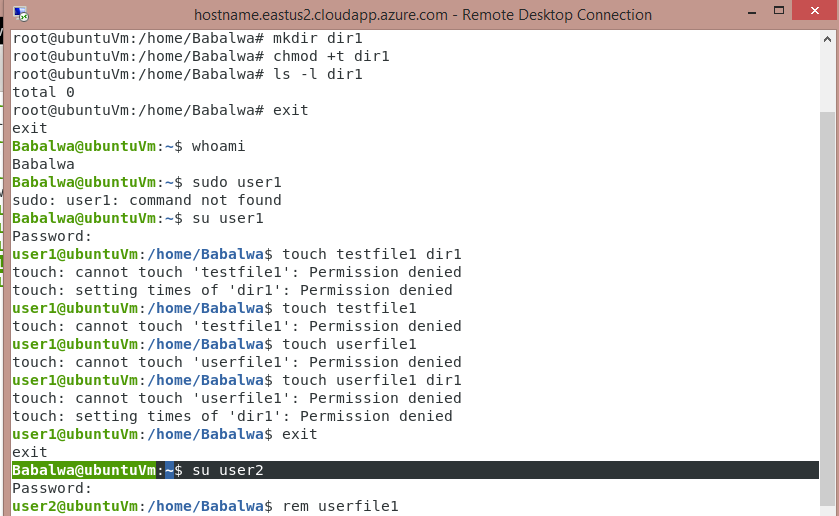 hostname.eastus2.cloudapp.azure.com - Remote Desktop Connection
root@ubuntuVm:/home/Babalwa# mkdir dir1
root@ubuntuVm:/home/Babalwa# chmod +t dir1
root@ubuntuVm:/home/Babalwa# ls -l dir1
total 0
root@ubuntuVm:/home/Babalwa# exit
exit
Babalwa@ubuntuVm:~$ whoami
Babalwa
Babalwa@ubuntuVm:~$ sudo user1
sudo: user1: command not found
Babalwa@ubuntuVm:~$ su user1
Password:
user1@ubuntuVm:/home/Babalwa$ touch testfile1 dir1
touch: cannot touch 'testfile1': Permission denied
touch: setting times of 'dir1': Permission denied
user1@ubuntuVm:/home/Babalwa$ touch testfile1
touch: cannot touch 'testfile1': Permission denied
user1@ubuntuVm:/home/Babalwa$ touch userfile1
touch: cannot touch 'userfile1': Permission denied
user1@ubuntuVm:/home/Babalwa$ touch userfile1 dir1
touch: cannot touch 'userfile1': Permission denied
touch: setting times of 'dir1': Permission denied
user1@ubuntuVm:/home/Babalwa$ exit
exit
Babalwa@ubuntuVm:~$ su user2
Password:
user2@ubuntuVm:/home/Babalwa$ rem userfile1